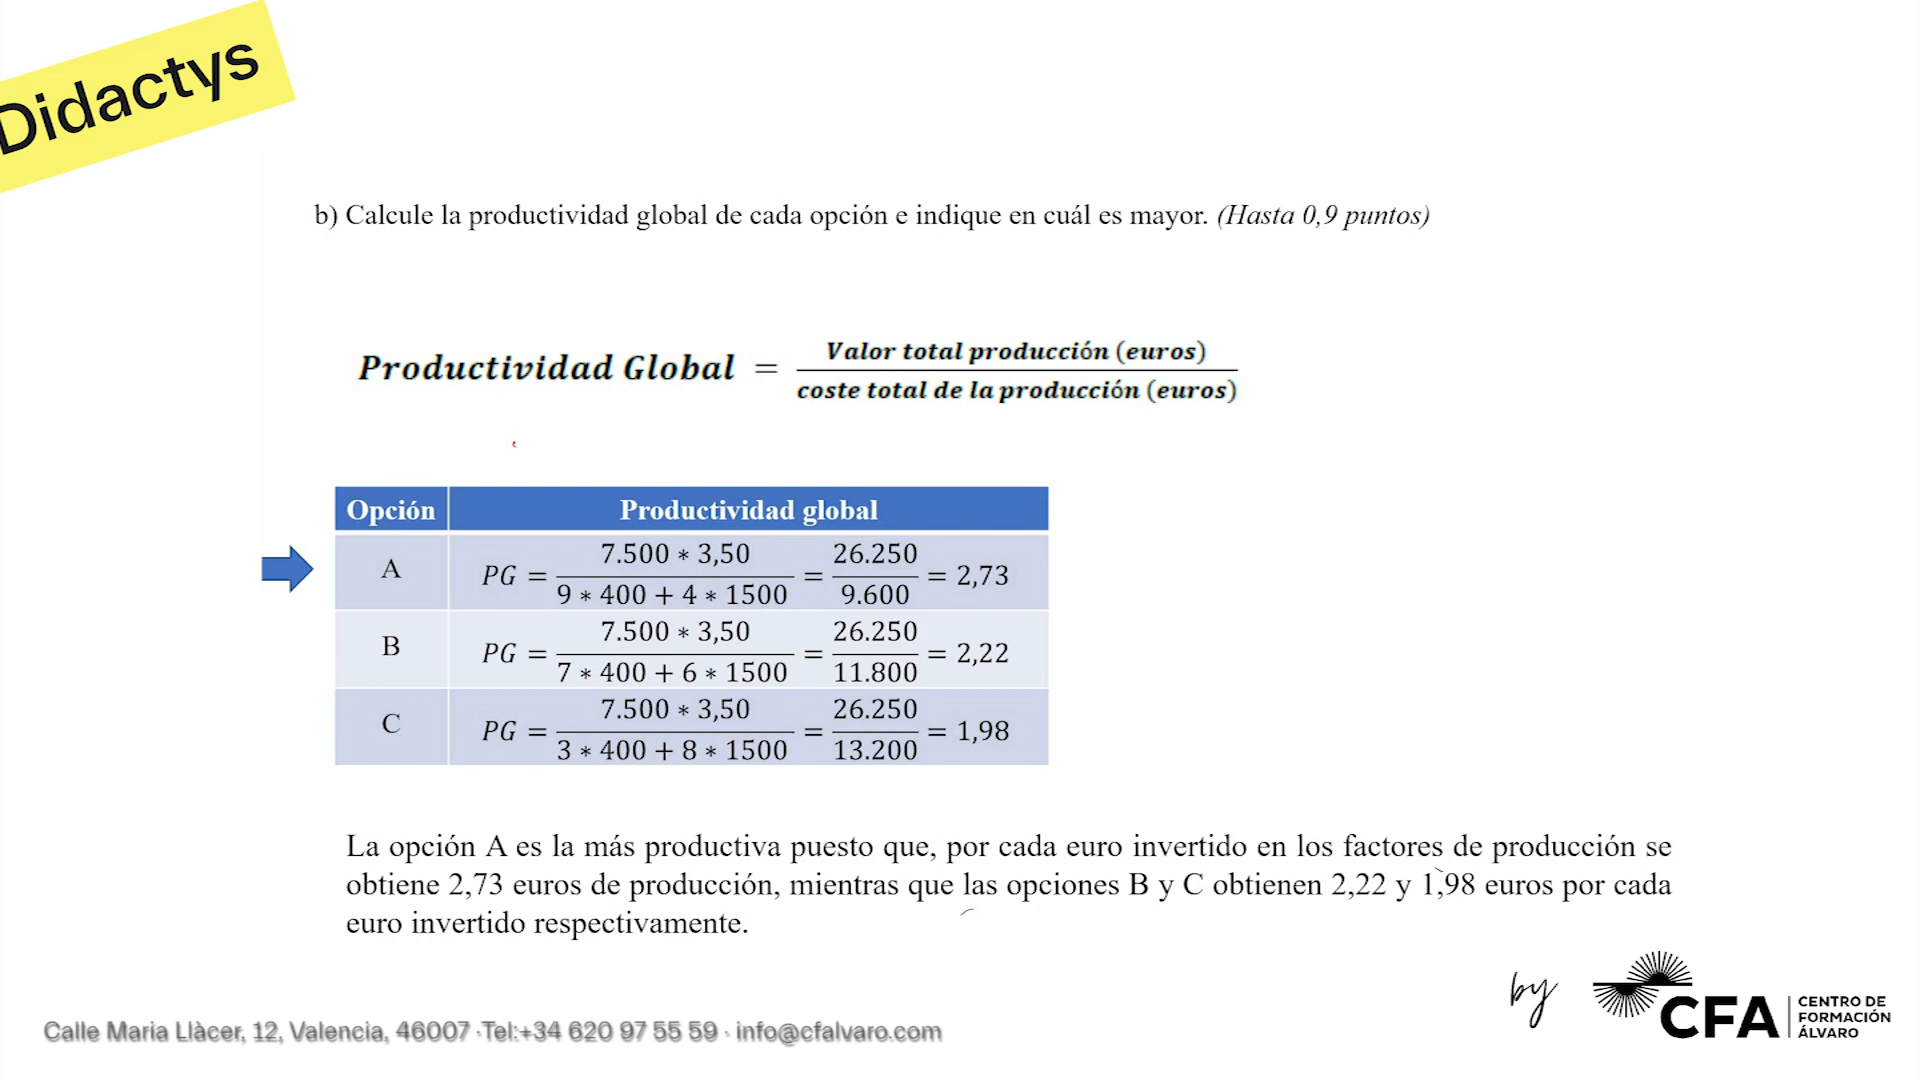 Didactys
b) Calcule la productividad global de cada opción e indique en cuál es mayor. (Hasta 0,9 puntos)
Productividad Global = Valor total producción (euros) / coste total de la producción (euros)
Opción Productividad global
A PG = 7.500 * 3,50 / 9 * 400 + 4 * 1500 = 26.250 / 9.600 = 2,73
B PG = 7.500 * 3,50 / 7 * 400 + 6 * 1500 = 26.250 / 11.800 = 2,22
C PG = 7.500 * 3,50 / 3 * 400 + 8 * 1500 = 26.250 / 13.200 = 1,98
La opción A es la más productiva puesto que, por cada euro invertido en los factores de producción se
obtiene 2,73 euros de producción, mientras que las opciones B y C obtienen 2,22 y 1,98 euros por cada
euro invertido respectivamente.
by
CFA
CENTRO DE
FORMACIÓN
ÁLVARO
Calle Maria Llàcer, 12, Valencia, 46007 · Tel:+34 620 97 55 59 · info@cfalvaro.com